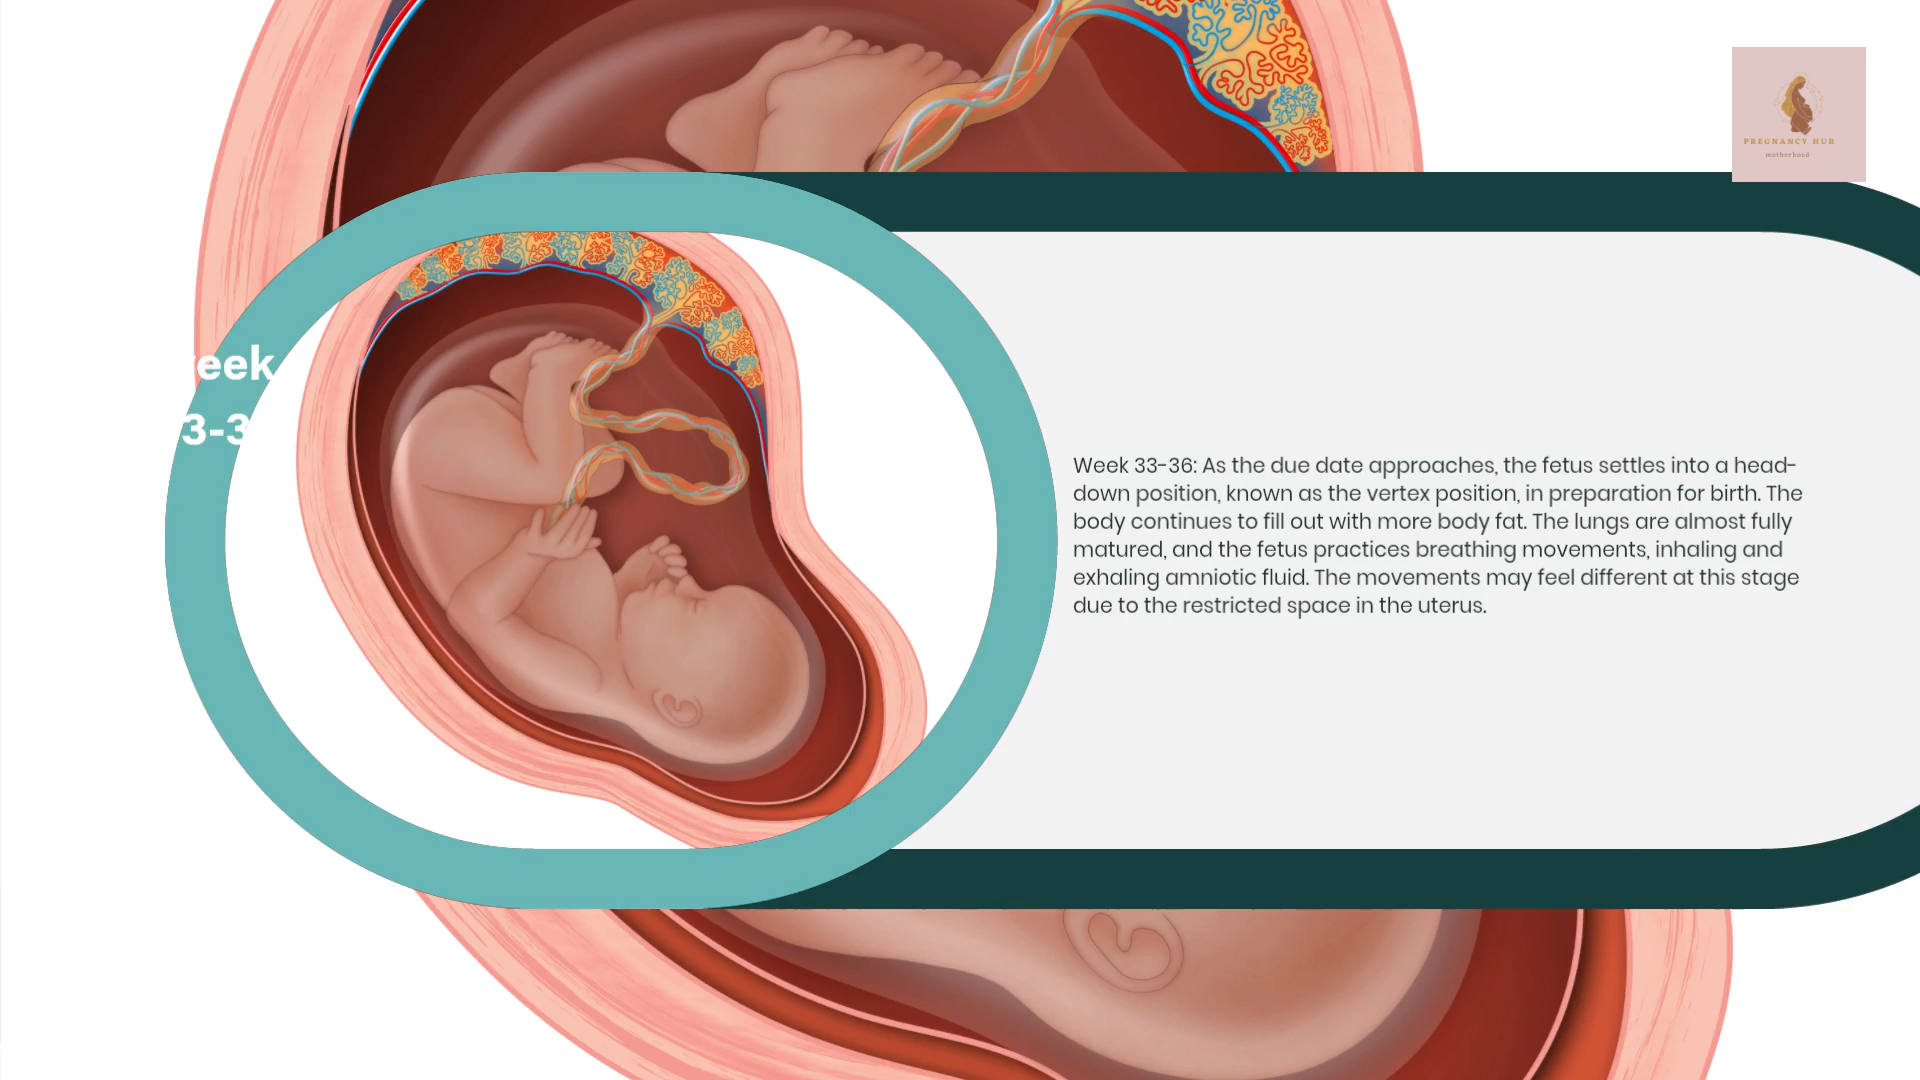 PREGNANCY HUB
motherhood
eek
3-3
Week 33-36: As the due date approaches, the fetus settles into a head-
down position, known as the vertex position, in preparation for birth. The
body continues to fill out with more body fat. The lungs are almost fully
matured, and the fetus practices breathing movements, inhaling and
exhaling amniotic fluid. The movements may feel different at this stage
due to the restricted space in the uterus.